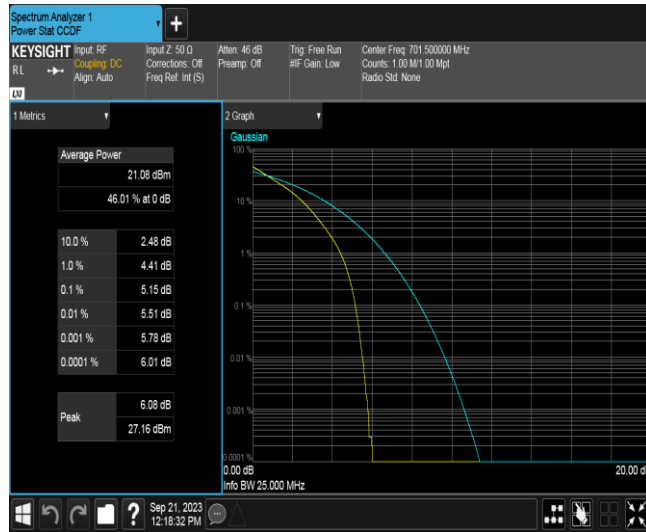 Spectrum Analyzer 1
Power Stat CCDF
+
KEYSIGHT
RL
LXI
Input: RF
Coupling: DC
Align: Auto
Input Z: 50 Ω
Corrections: Off
Freq Ref: Int (S)
Atten: 46 dB
Preamp: Off
Trig: Free Run
#IF Gain: Low
Center Freq: 701.500000 MHz
Counts: 1.00 M/1.00 Mpt
Radio Std: None
1 Metrics
Average Power
21.08 dBm
46.01 % at 0 dB
10.0 % 2.48 dB
1.0 % 4.41 dB
0.1 % 5.15 dB
0.01 % 5.51 dB
0.001 % 5.78 dB
0.0001 % 6.01 dB
Peak
6.08 dB
27.16 dBm
2 Graph
Gaussian
100 %
10 %
1 %
0.1 %
0.01 %
0.001 %
0.0001 %
0.00 dB 20.00 d
Info BW 25.000 MHz
?
Sep 21, 2023
12:18:32 PM